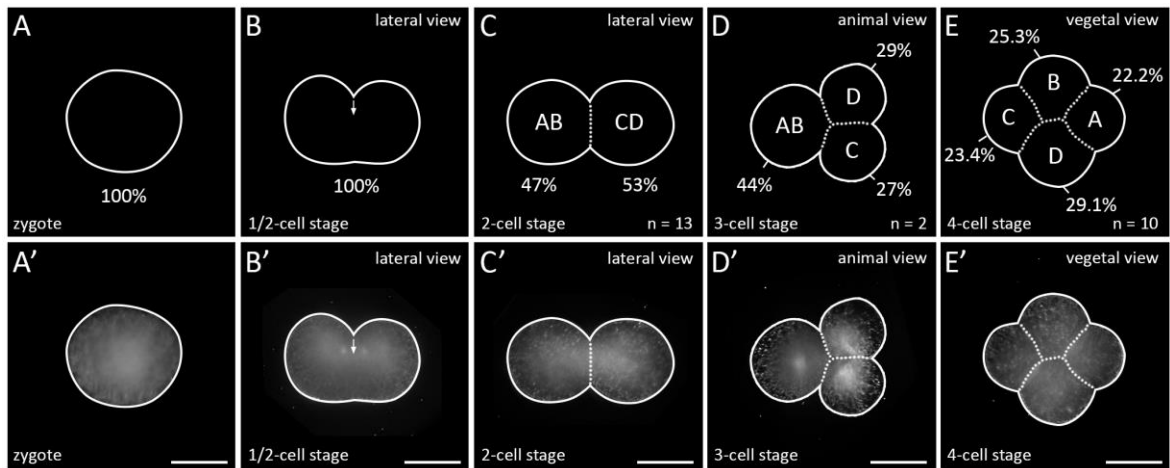 A
100%
zygote
B
lateral view
100%
1/2-cell stage
C
lateral view
AB
CD
47%
53%
2-cell stage
n = 13
D
animal view
29%
D
AB
C
44%
27%
3-cell stage
n = 2
E
vegetal view
25.3%
22.2%
B
C
A
D
23.4%
29.1%
4-cell stage
n = 10
A’
zygote
B’
lateral view
1/2-cell stage
C’
lateral view
2-cell stage
D’
animal view
3-cell stage
E’
vegetal view
4-cell stage